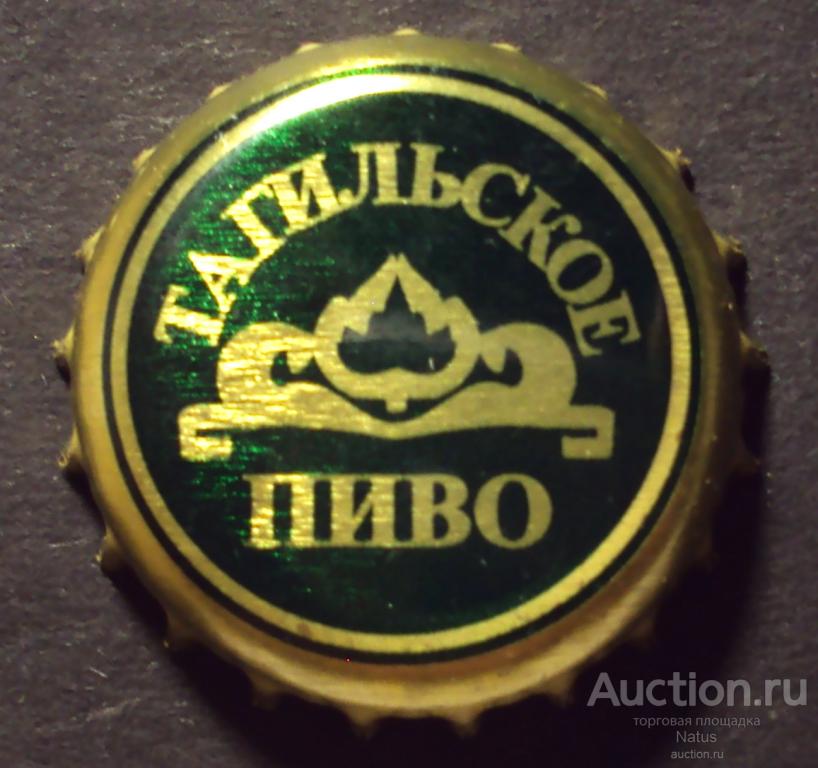 ТАГИЛЬСКОЕ
ПИВО
Auction.ru
торговая площадка
Natus
auction.ru